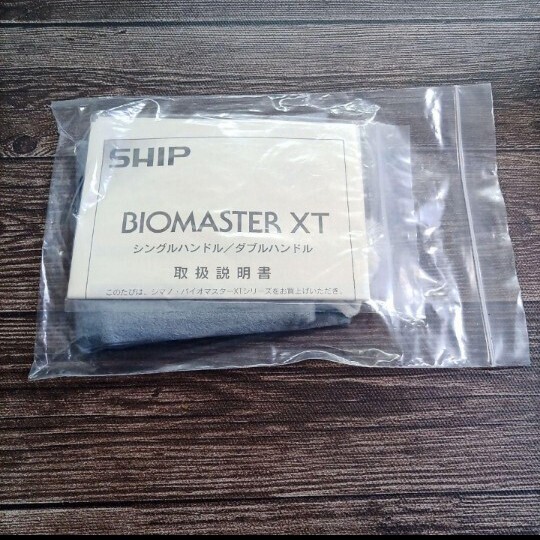 SHIP
BIOMASTER XT
シングルハンドル／ダブルハンドル
取扱説明書
このたびは、シマノ・バイオマスターXTシリーズをお買上げいただき、